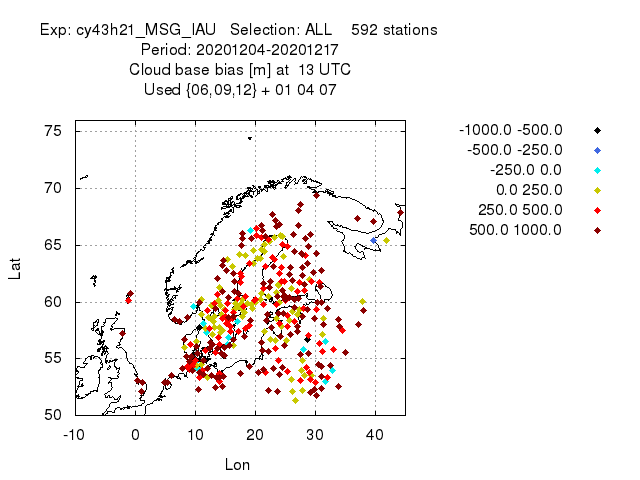 Exp: cy43h21_MSG_IAU   Selection: ALL    592 stations
Period: 20201204-20201217
Cloud base bias [m] at  13 UTC
Used {06,09,12} + 01 04 07
-1000.0 -500.0
-500.0 -250.0
-250.0 0.0
0.0 250.0
250.0 500.0
500.0 1000.0
75
70
65
60
55
50
Lat
-10 0 10 20 30 40
Lon